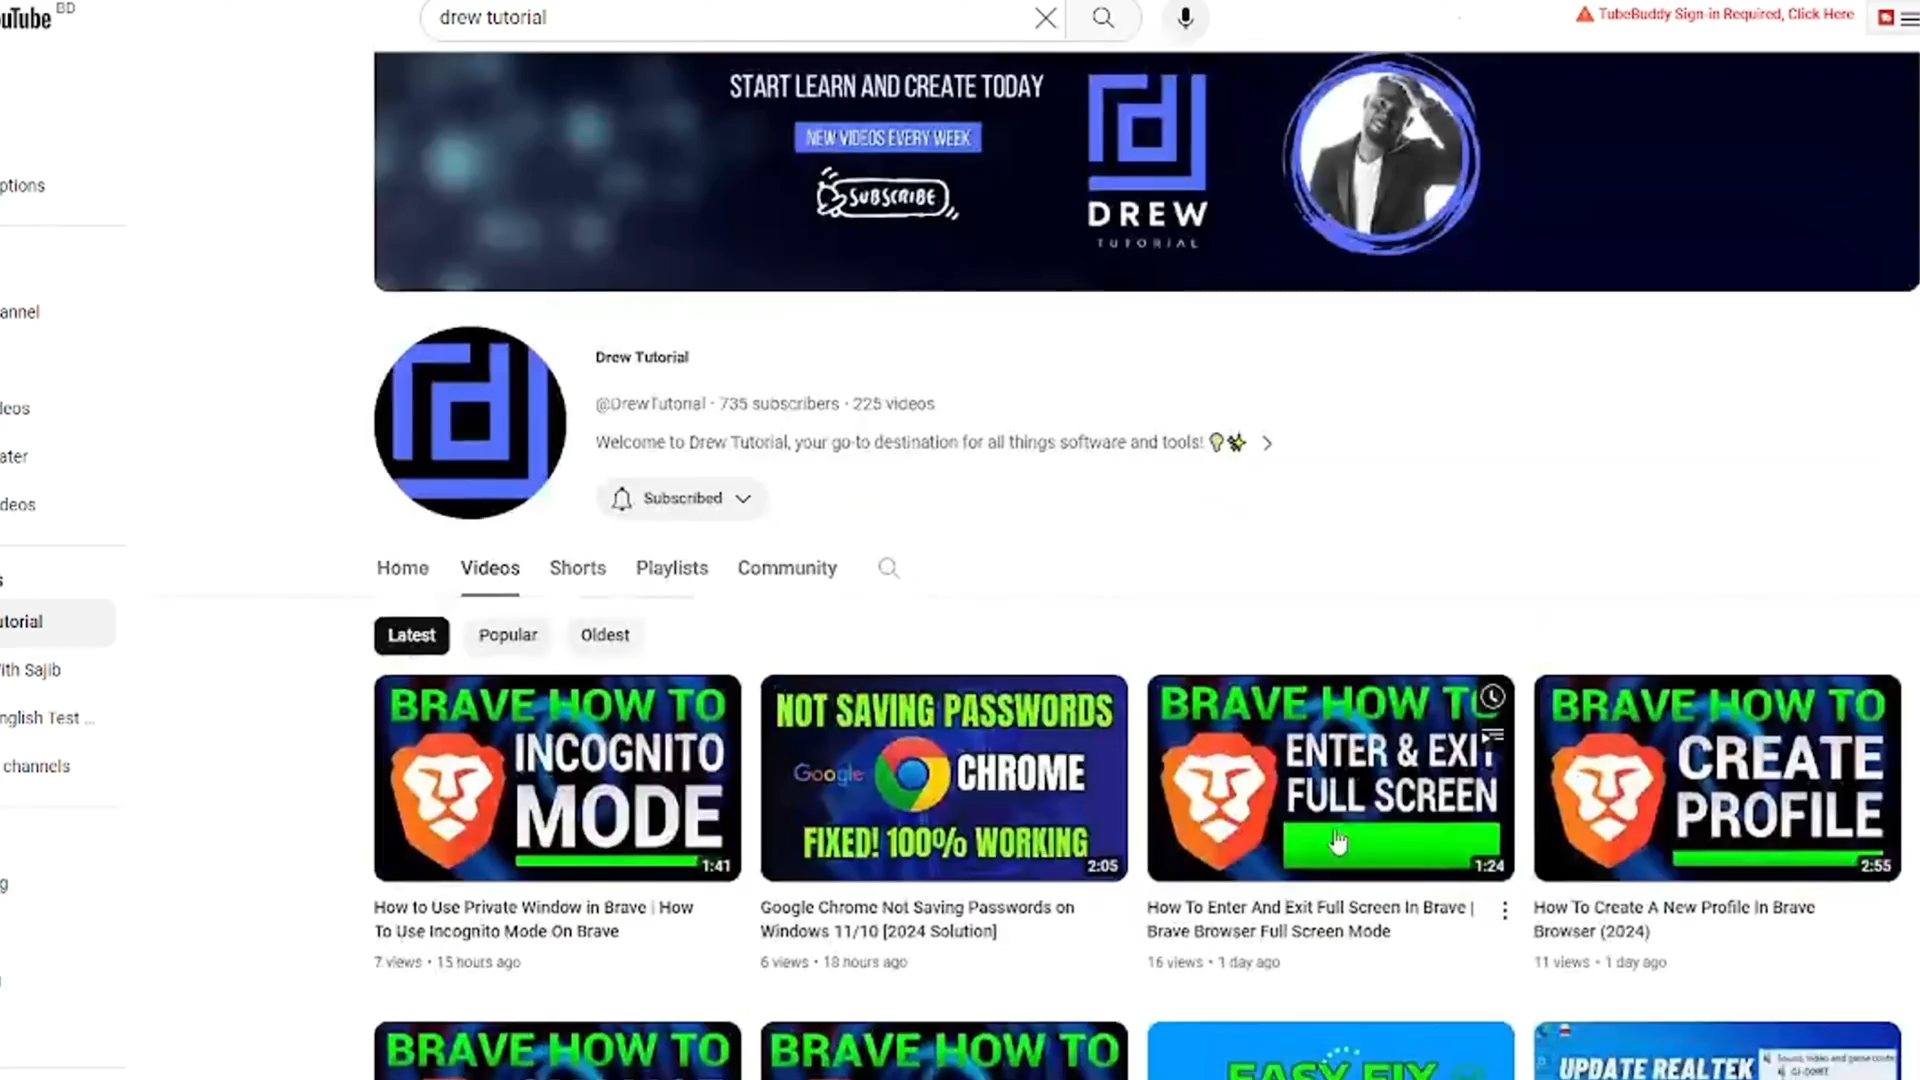 uTube BD
drew tutorial
TubeBuddy Sign-in Required, Click Here
START LEARN AND CREATE TODAY
NEW VIDEOS EVERY WEEK
SUBSCRIBE
DREW
TUTORIAL
ptions
annel
deos
ater
deos
s
utorial
ith Sajib
nglish Test ...
channels
g
Drew Tutorial
@DrewTutorial · 735 subscribers · 225 videos
Welcome to Drew Tutorial, your go-to destination for all things software and tools!
Subscribed
Home Videos Shorts Playlists Community
Latest Popular Oldest
BRAVE HOW TO
INCOGNITO
MODE
1:41
How to Use Private Window in Brave | How
To Use Incognito Mode On Brave
7 views • 15 hours ago
NOT SAVING PASSWORDS
Google CHROME
FIXED! 100% WORKING
2:05
Google Chrome Not Saving Passwords on
Windows 11/10 [2024 Solution]
6 views • 18 hours ago
BRAVE HOW TO
ENTER & EXIT
FULL SCREEN
1:24
How To Enter And Exit Full Screen In Brave |
Brave Browser Full Screen Mode
16 views • 1 day ago
BRAVE HOW TO
CREATE
PROFILE
2:55
How To Create A New Profile In Brave
Browser (2024)
11 views • 1 day ago
BRAVE HOW TO
BRAVE HOW TO
EASY FIX
UPDATE REALTEK